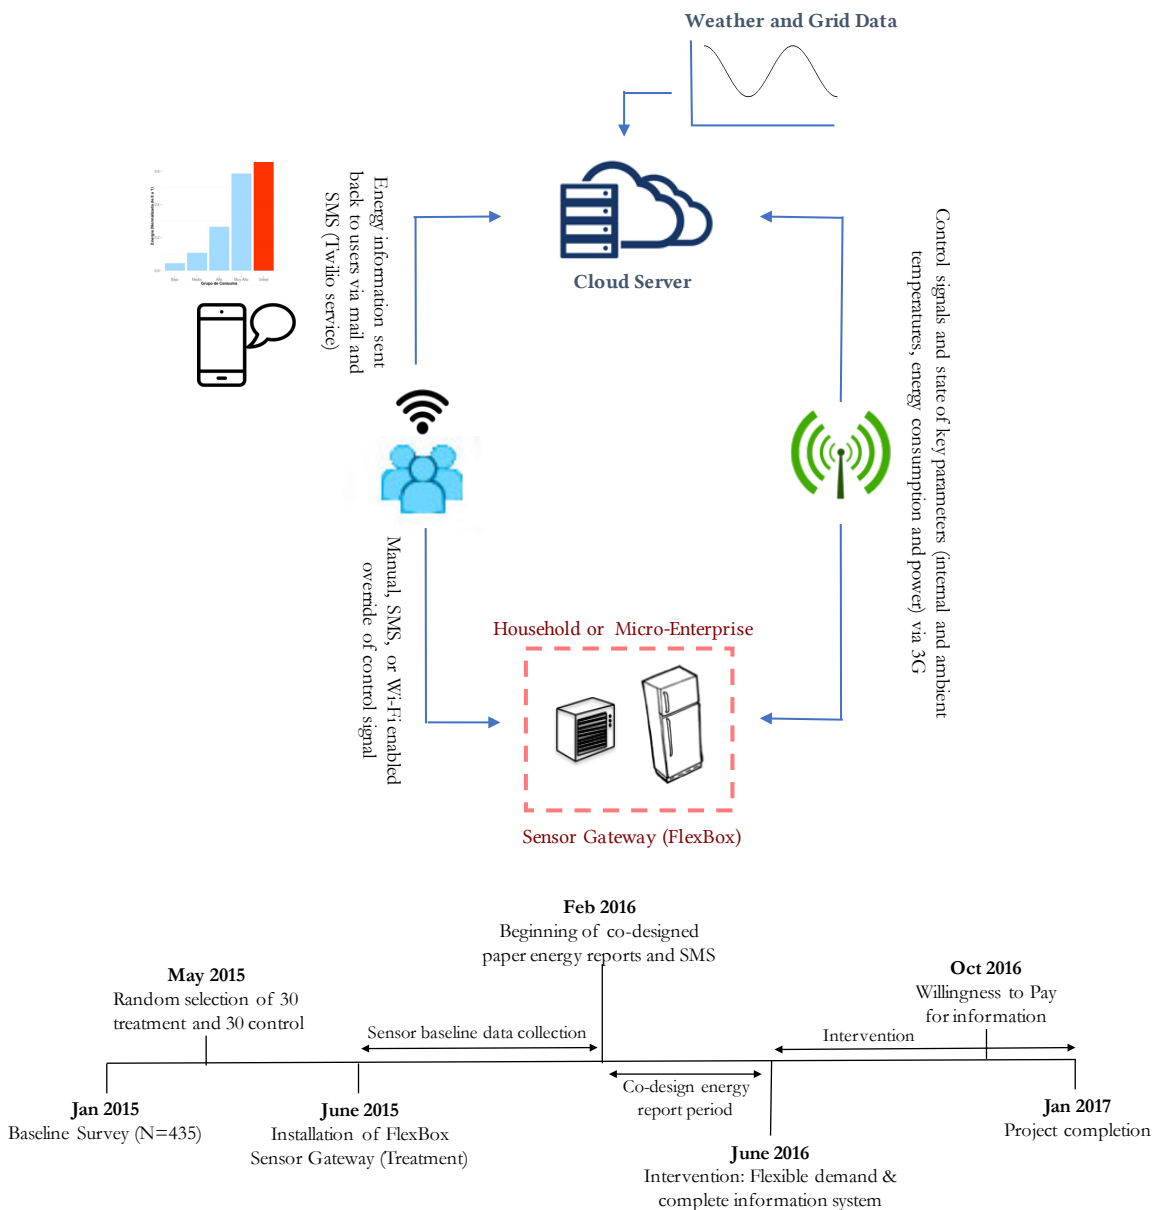 Weather and Grid Data
Energy information sent
back to users via mail and
SMS (Twilio service)
Grupo de Consumo
Cloud Server
Control signals and state of key parameters (internal and ambient
temperatures, energy consumption and power) via 3G
Manual, SMS, or Wi-Fi enabled
override of control signal
Household or Micro-Enterprise
Sensor Gateway (FlexBox)
Feb 2016
Beginning of co-designed
paper energy reports and SMS
May 2015
Random selection of 30
treatment and 30 control
Oct 2016
Willingness to Pay
for information
Sensor baseline data collection
Intervention
Co-design energy
report period
Jan 2015
Baseline Survey (N=435)
June 2015
Installation of FlexBox
Sensor Gateway (Treatment)
Jan 2017
Project completion
June 2016
Intervention: Flexible demand &
complete information system